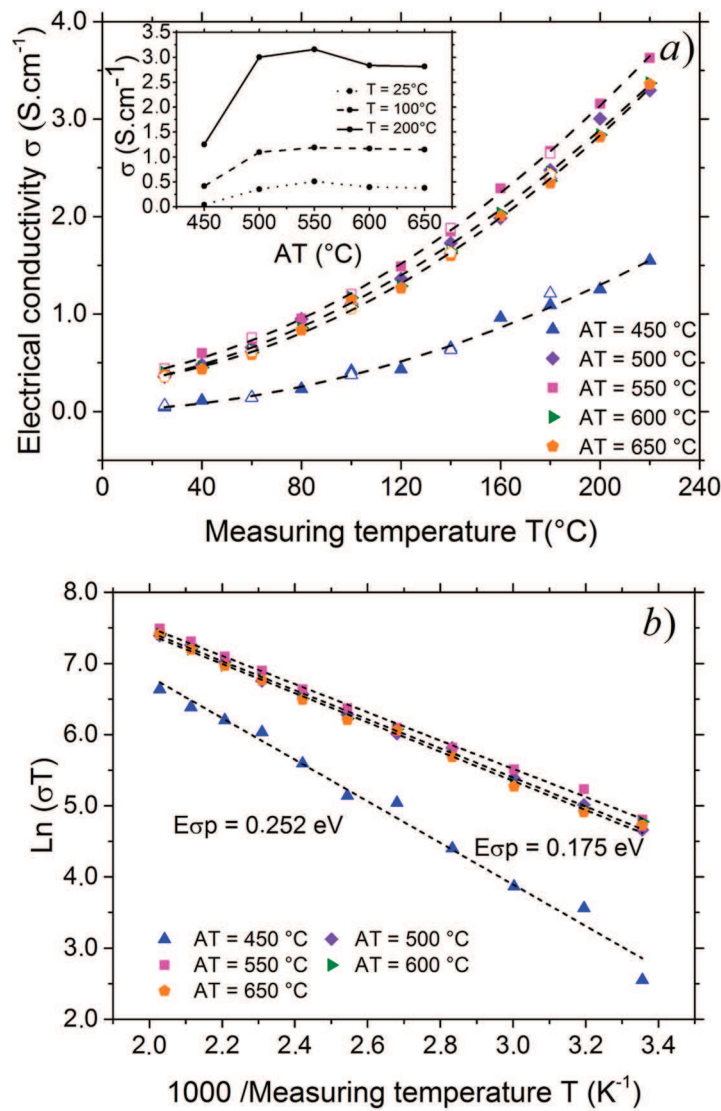 a)
Electrical conductivity σ (S.cm⁻¹)
4.0
3.0
2.0
1.0
0.0
σ (S.cm⁻¹)
3.5
3.0
2.5
2.0
1.5
1.0
0.5
0.0
T = 25°C
T = 100°C
T = 200°C
450 500 550 600 650
AT (°C)
AT = 450 °C
AT = 500 °C
AT = 550 °C
AT = 600 °C
AT = 650 °C
0 40 80 120 160 200 240
Measuring temperature T(°C)
b)
Ln (σT)
8.0
7.0
6.0
5.0
4.0
3.0
2.0
Eσp = 0.252 eV
Eσp = 0.175 eV
AT = 450 °C AT = 500 °C
AT = 550 °C AT = 600 °C
AT = 650 °C
2.0 2.2 2.4 2.6 2.8 3.0 3.2 3.4
1000 /Measuring temperature T (K⁻¹)